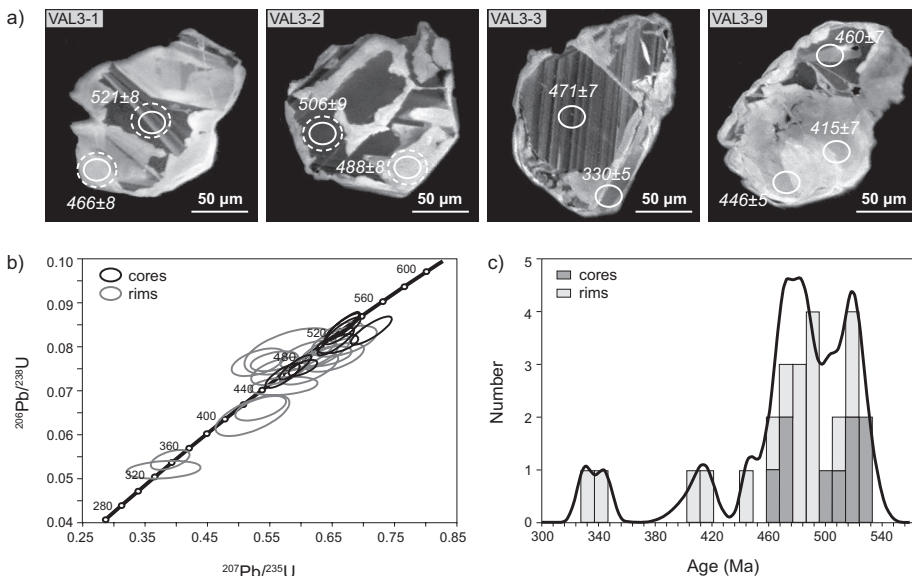 a)
VAL3-1
521±8
466±8
50 µm
VAL3-2
506±9
488±8
50 µm
VAL3-3
471±7
330±5
50 µm
VAL3-9
460±7
415±7
446±5
50 µm
b)
cores
rims
0.10
0.09
0.08
0.07
0.06
0.05
0.04
206Pb/238U
600
560
520
480
440
400
360
320
280
0.25 0.35 0.45 0.55 0.65 0.75 0.85
207Pb/235U
c)
cores
rims
5
4
3
2
1
0
Number
300 340 380 420 460 500 540
Age (Ma)